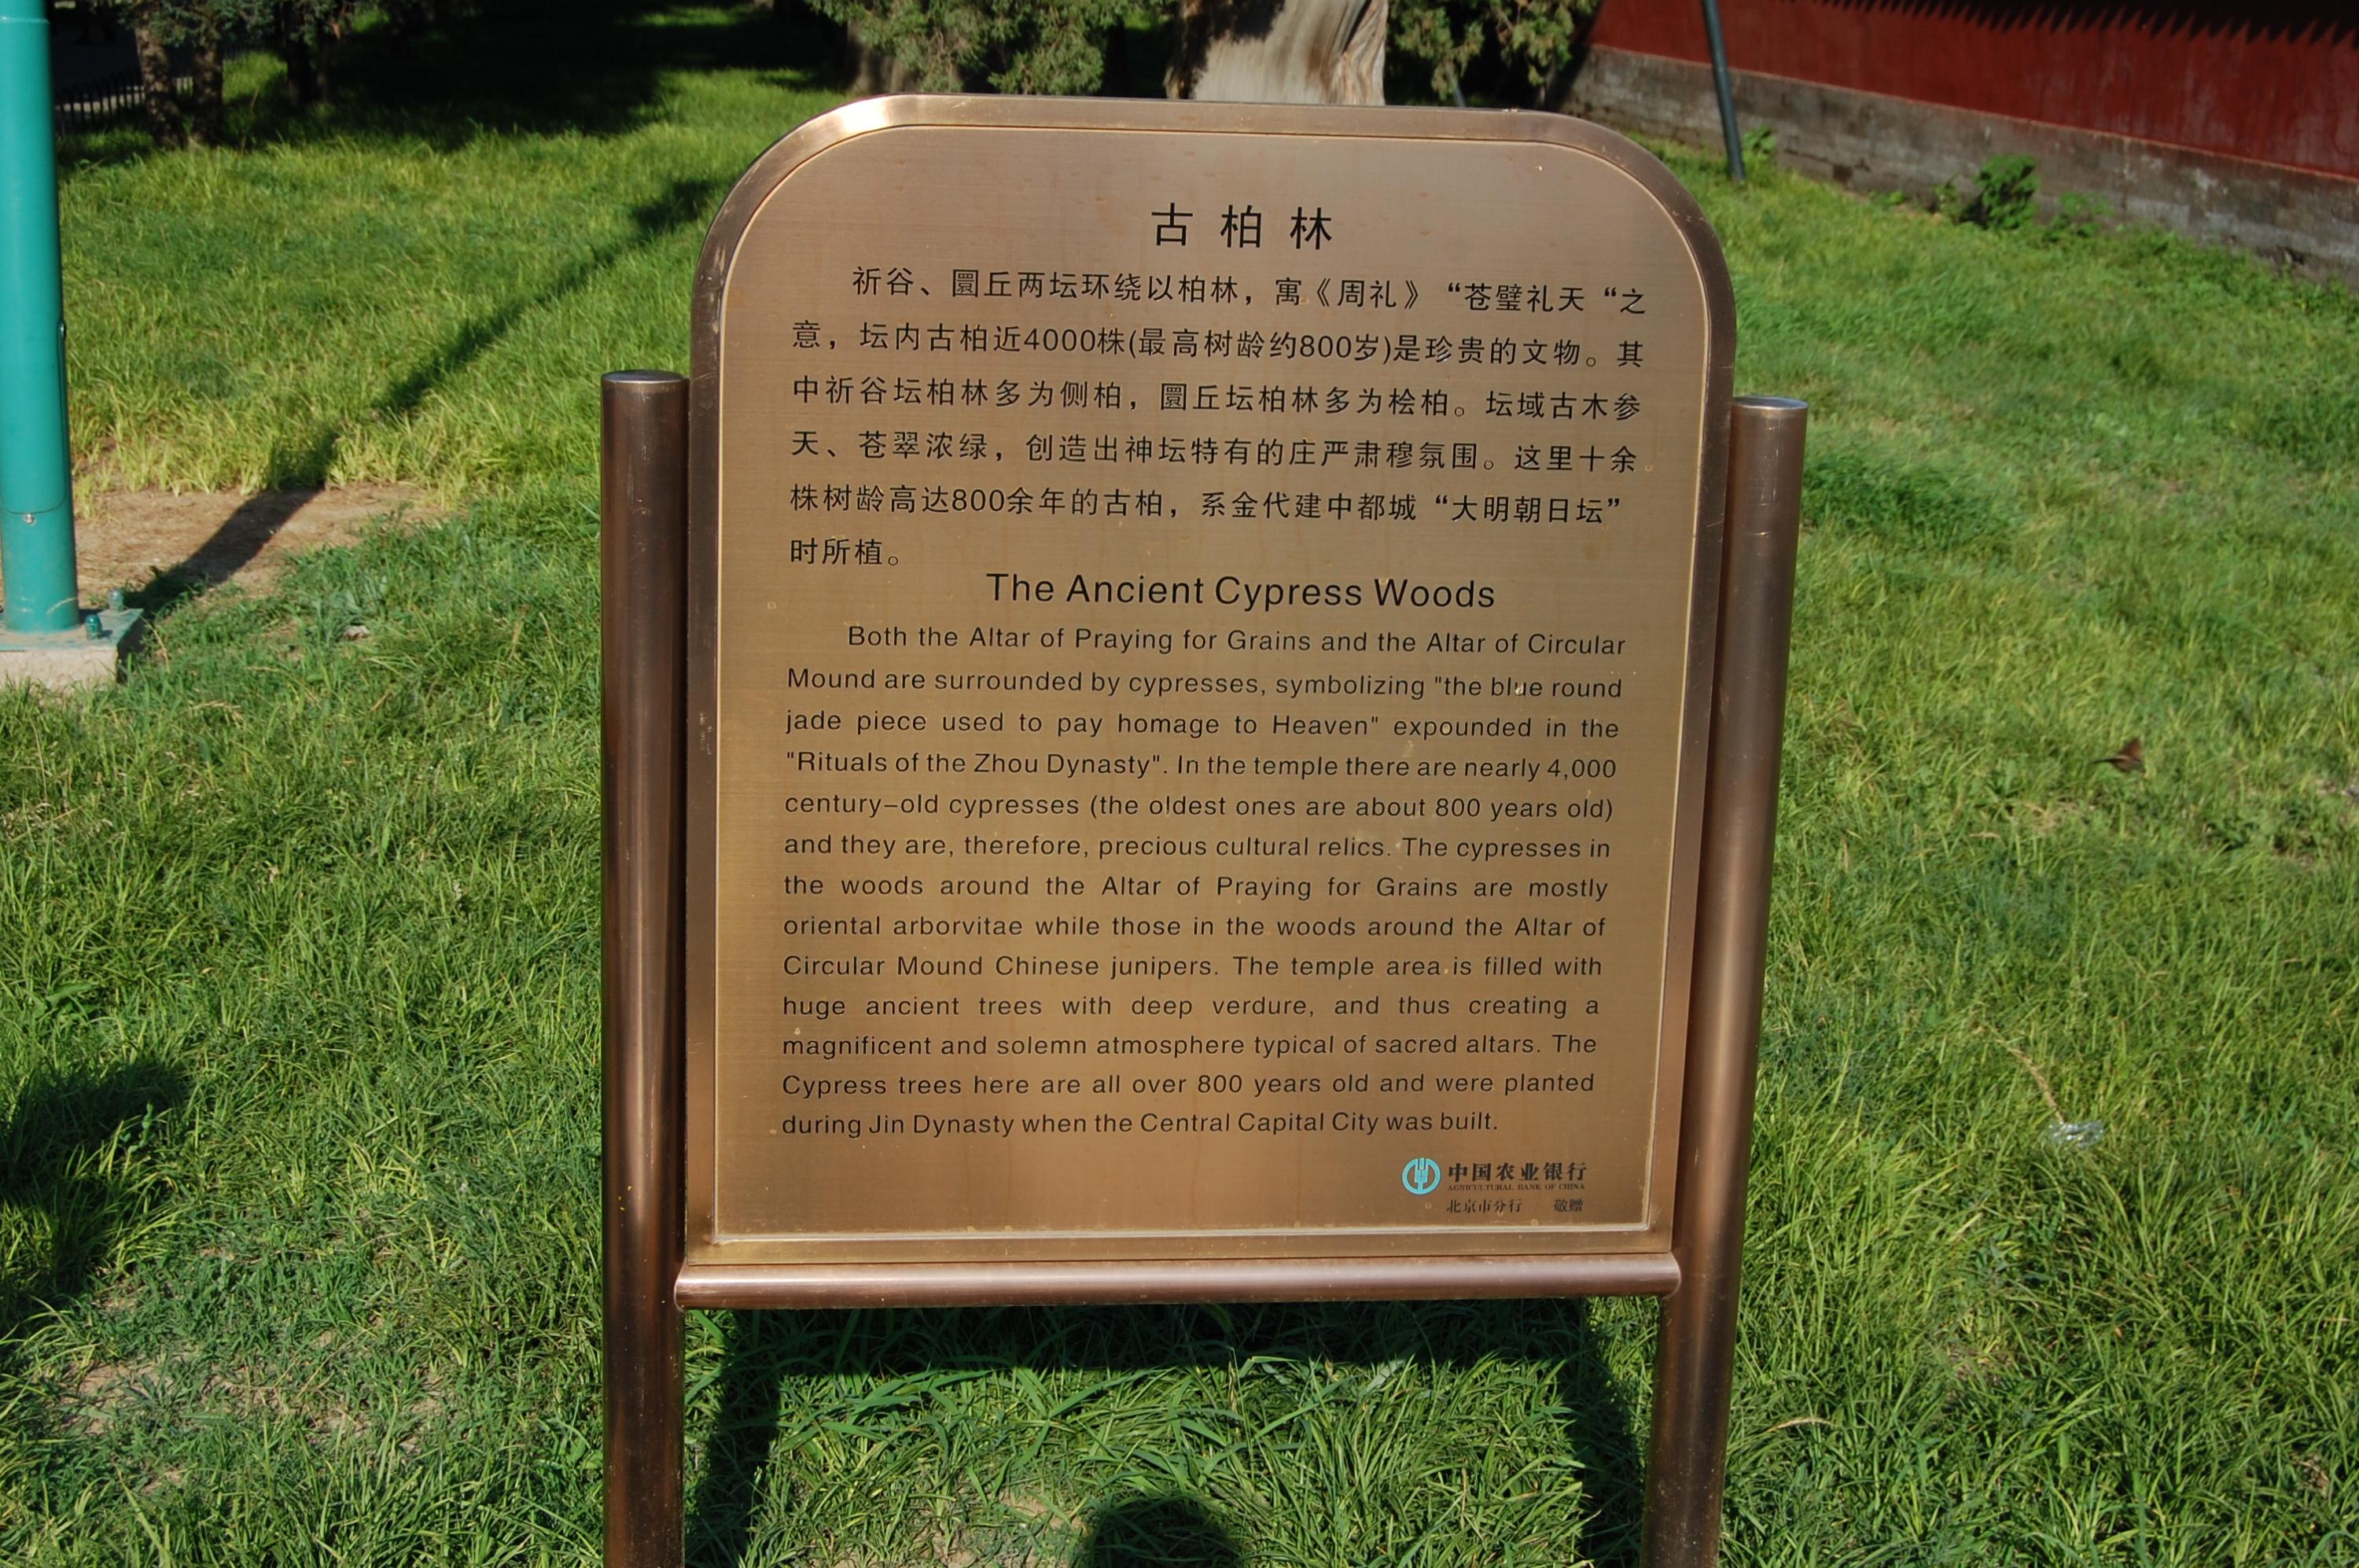 古柏林
祈谷、圜丘两坛环绕以柏林，寓《周礼》“苍璧礼天“之
意，坛内古柏近4000株(最高树龄约800岁)是珍贵的文物。其
中祈谷坛柏林多为侧柏，圜丘坛柏林多为桧柏。坛域古木参
天、苍翠浓绿，创造出神坛特有的庄严肃穆氛围。这里十余
株树龄高达800余年的古柏，系金代建中都城“大明朝日坛”
时所植。
The Ancient Cypress Woods
Both the Altar of Praying for Grains and the Altar of Circular
Mound are surrounded by cypresses, symbolizing "the blue round
jade piece used to pay homage to Heaven" expounded in the
"Rituals of the Zhou Dynasty". In the temple there are nearly 4,000
century–old cypresses (the oldest ones are about 800 years old)
and they are, therefore, precious cultural relics. The cypresses in
the woods around the Altar of Praying for Grains are mostly
oriental arborvitae while those in the woods around the Altar of
Circular Mound Chinese junipers. The temple area is filled with
huge ancient trees with deep verdure, and thus creating a
magnificent and solemn atmosphere typical of sacred altars. The
Cypress trees here are all over 800 years old and were planted
during Jin Dynasty when the Central Capital City was built.
中国农业银行
AGRICULTURAL BANK OF CHINA
北京市分行 敬赠